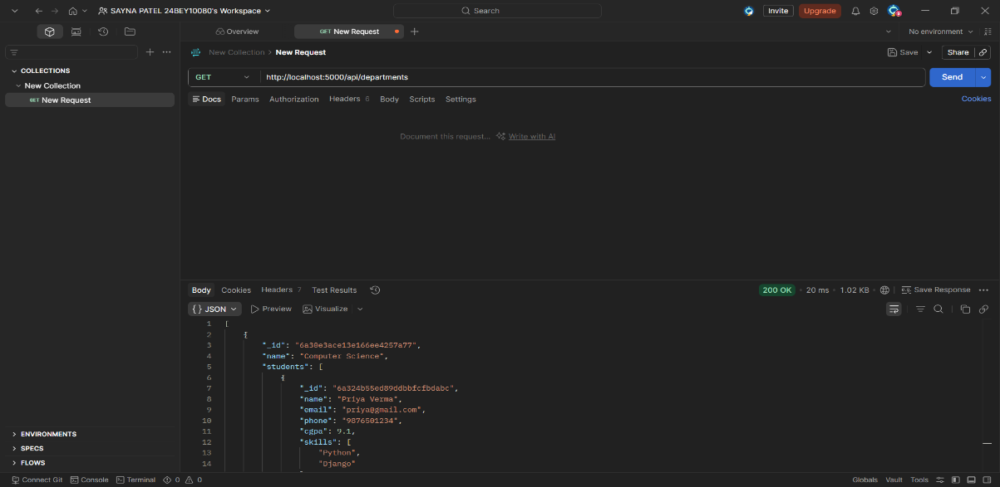 SAYNA PATEL 24BEY10080's Workspace
Search
Invite
Upgrade
Overview
GET New Request
No environment
New Collection > New Request
Save
Share
COLLECTIONS
New Collection
GET New Request
GET
http://localhost:5000/api/departments
Send
Docs Params Authorization Headers 6 Body Scripts Settings
Cookies
Document this request... Write with AI
Body Cookies Headers 7 Test Results
200 OK • 20 ms • 1.02 KB • Save Response
{} JSON Preview Visualize
1 [
2 {
3 "_id": "6a30e3ace13e166ee4257a77",
4 "name": "Computer Science",
5 "students": [
6 {
7 "_id": "6a324b55ed89ddbbfcfbdabc",
8 "name": "Priya Verma",
9 "email": "priya@gmail.com",
10 "phone": "9876501234",
11 "cgpa": 9.1,
12 "skills": [
13 "Python",
14 "Django"
ENVIRONMENTS
SPECS
FLOWS
Connect Git Console Terminal 0 0
Globals Vault Tools